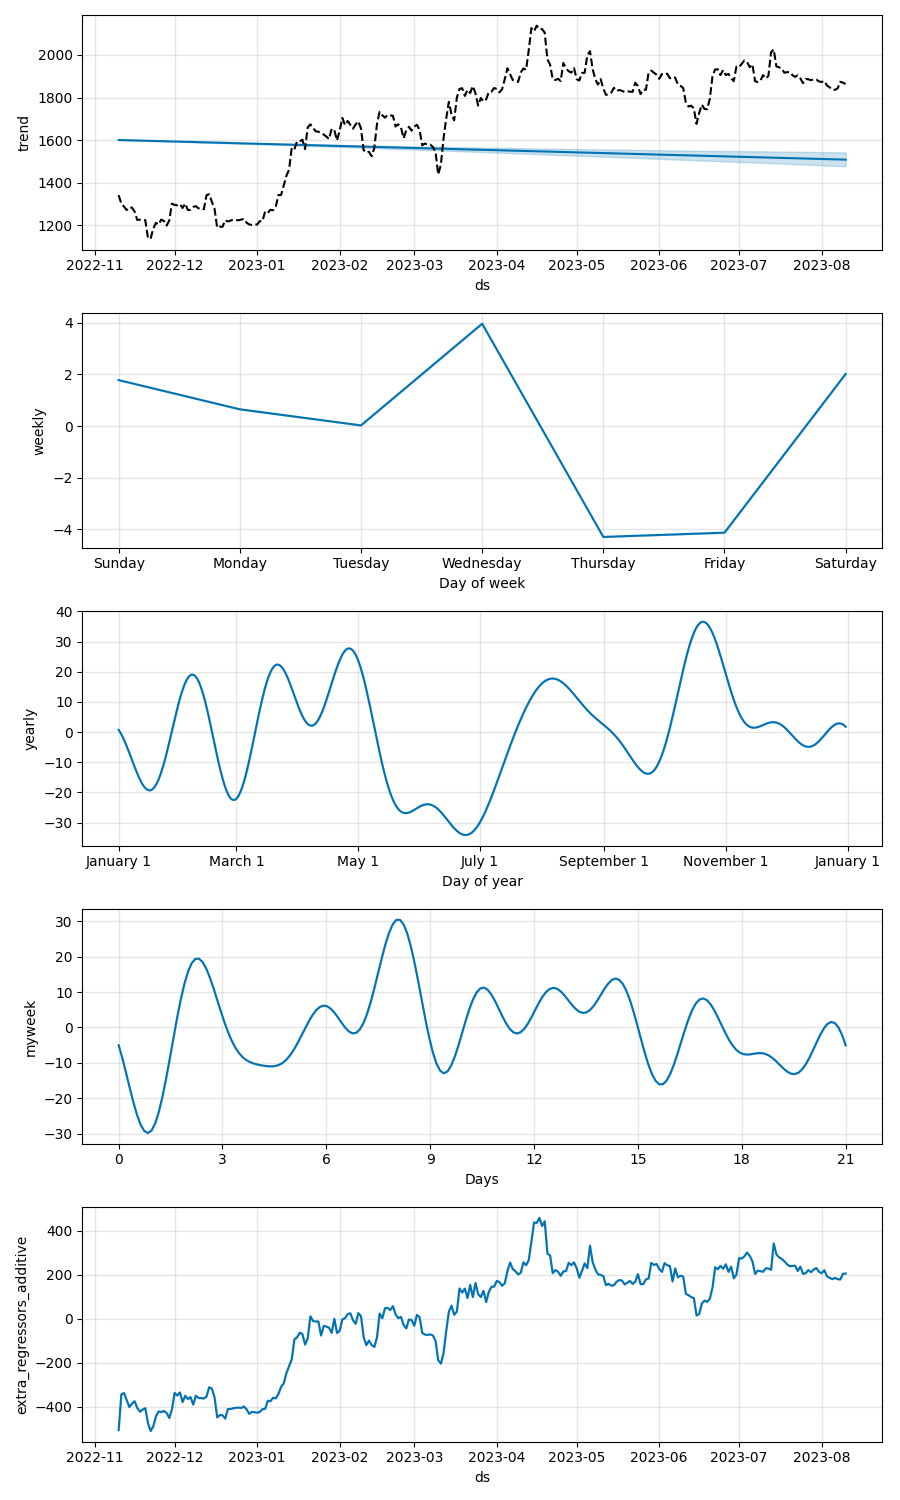 trend
2000
1800
1600
1400
1200
2022-11 2022-12 2023-01 2023-02 2023-03 2023-04 2023-05 2023-06 2023-07 2023-08
ds
weekly
4
2
0
−2
−4
Sunday Monday Tuesday Wednesday Thursday Friday Saturday
Day of week
yearly
40
30
20
10
0
−10
−20
−30
January 1 March 1 May 1 July 1 September 1 November 1 January 1
Day of year
myweek
30
20
10
0
−10
−20
−30
0 3 6 9 12 15 18 21
Days
extra_regressors_additive
400
200
0
−200
−400
2022-11 2022-12 2023-01 2023-02 2023-03 2023-04 2023-05 2023-06 2023-07 2023-08
ds